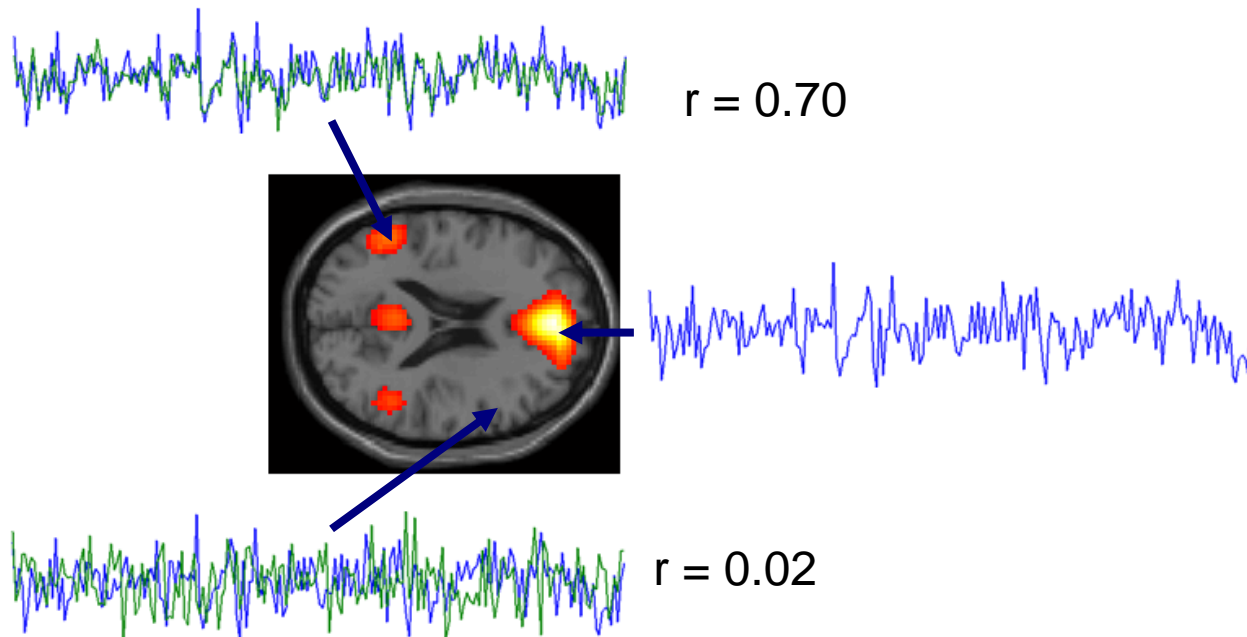 r = 0.70
r = 0.02